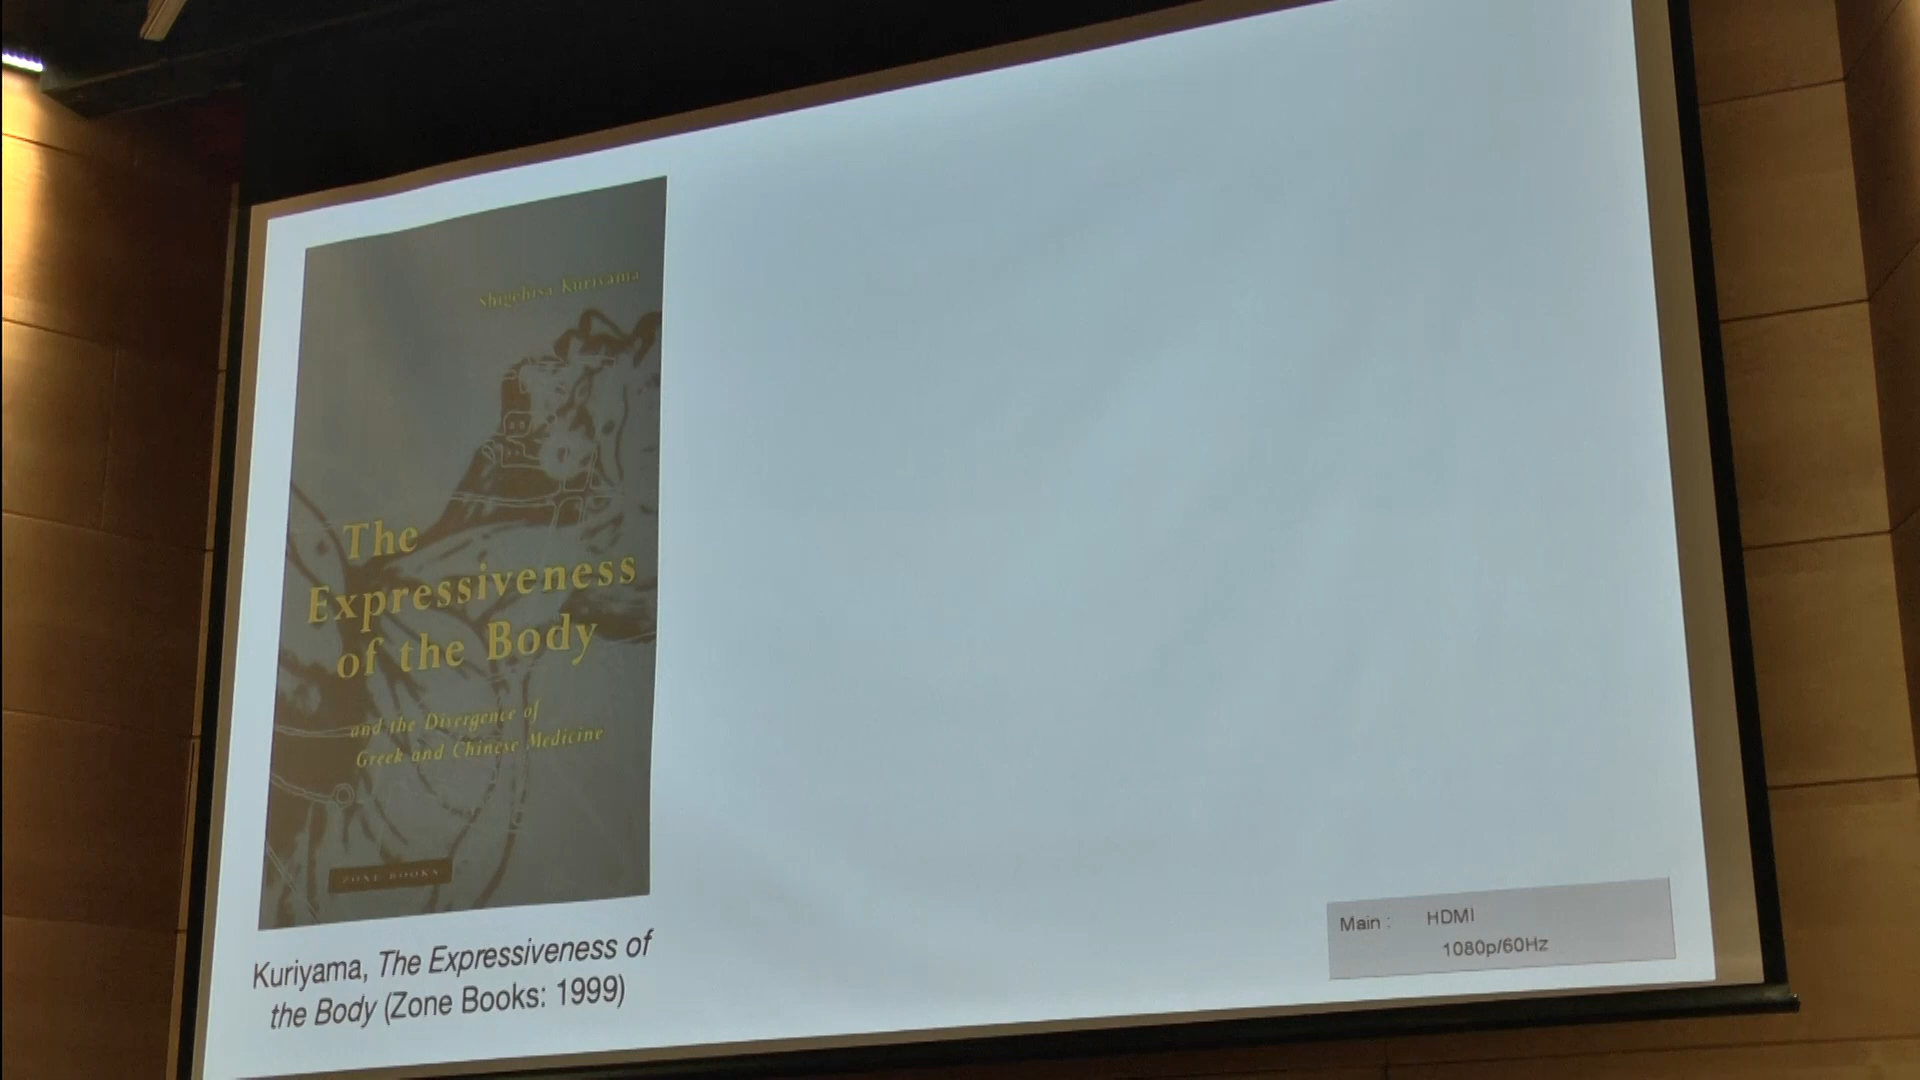 Shigehisa Kuriyama
The
Expressiveness
of the Body
and the Divergence of
Greek and Chinese Medicine
ZONE BOOKS
Kuriyama, The Expressiveness of
the Body (Zone Books: 1999)
Main : HDMI
1080p/60Hz